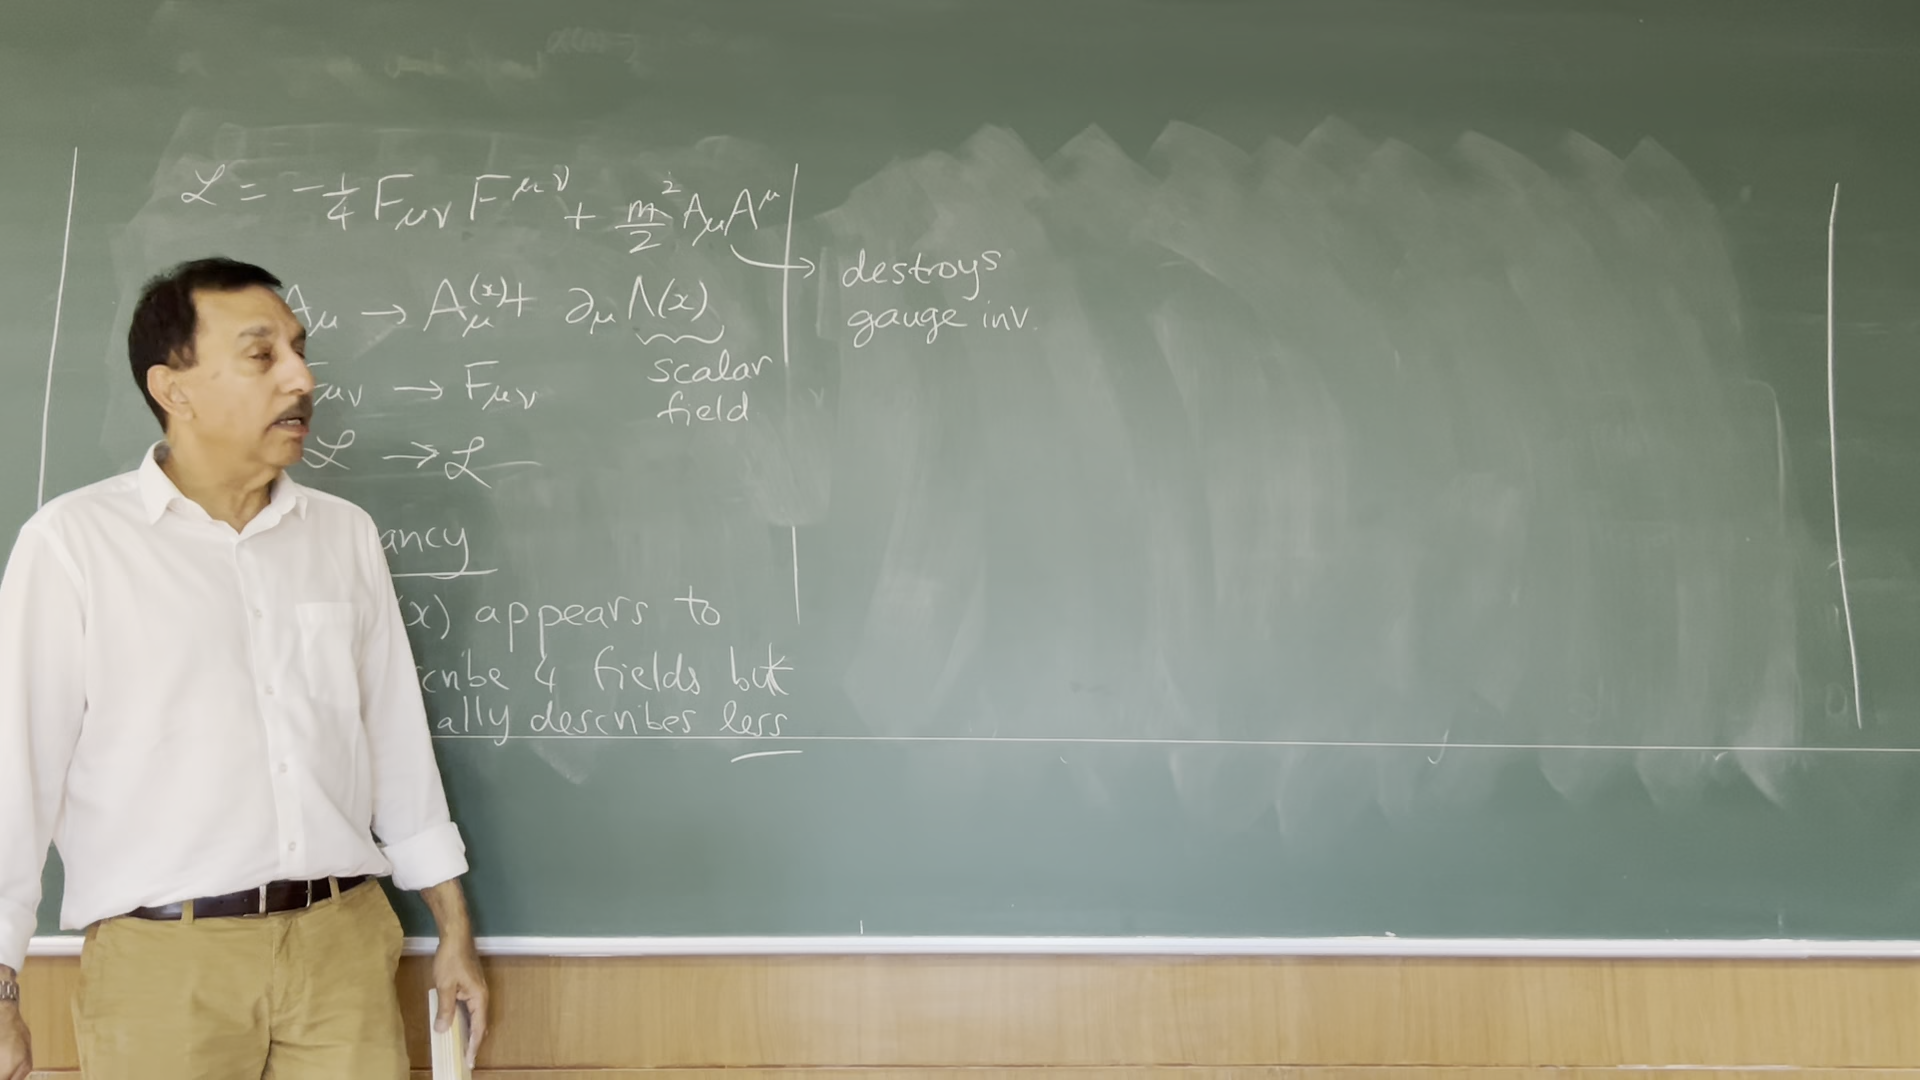 ℒ = -1/4 F_μν F^μν + m²/2 A_μ A^μ
destroys
gauge inv.
A_μ → A_μ^(x) + ∂_μ Λ(x)
scalar
field
F_μν → F_μν
ℒ → ℒ
ancy
(x) appears to
cribe 4 fields but
ally describes less